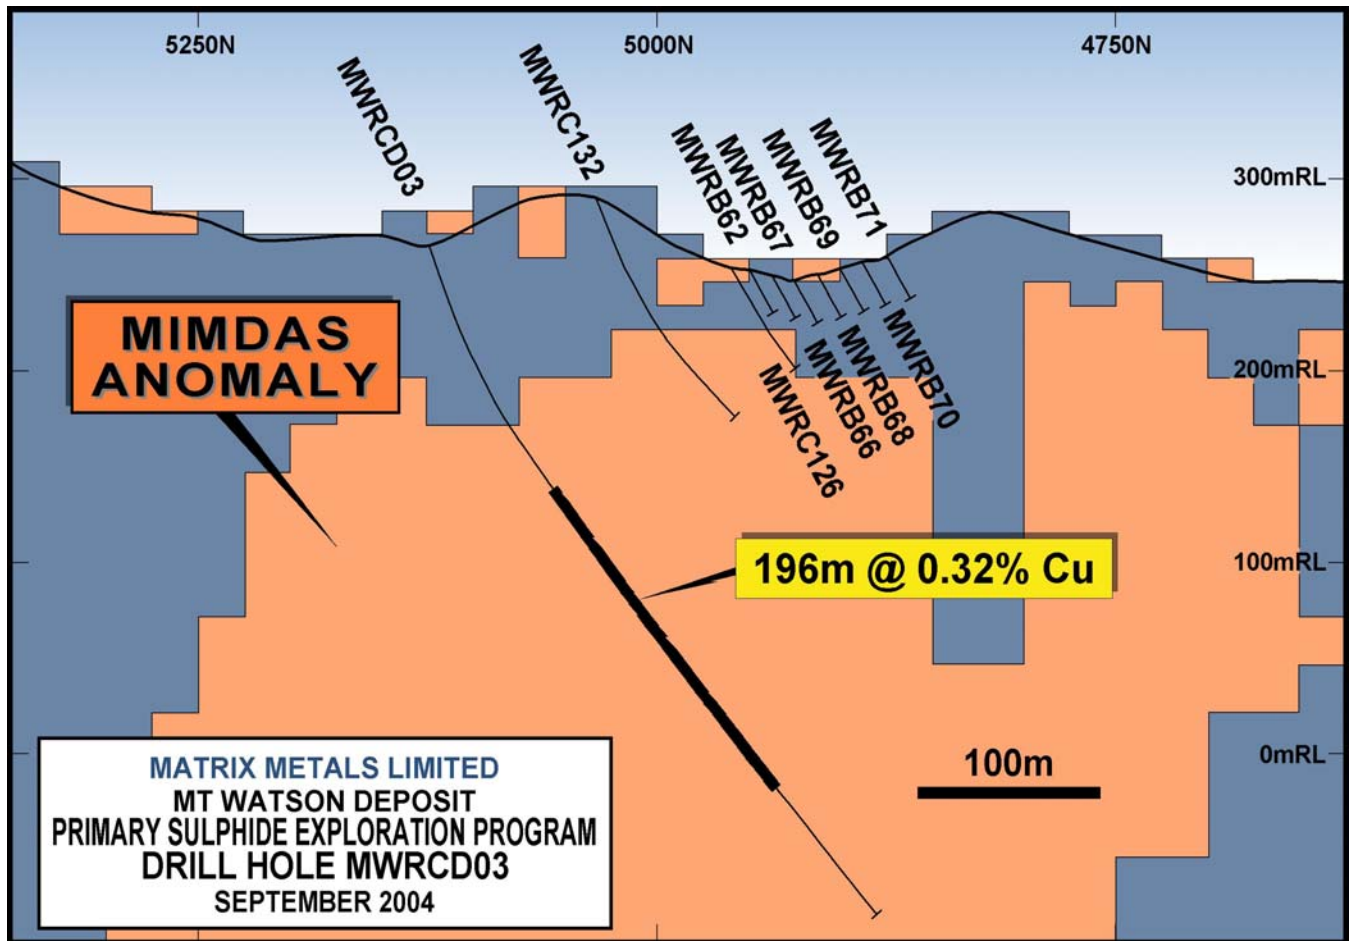 5250N
5000N
4750N
MWRCD03
MWRC132
MWRB62
MWRB67
MWRB69
MWRB71
300mRL
200mRL
100mRL
0mRL
MIMDAS
ANOMALY
MWRC126
MWRB66
MWRB68
MWRB70
196m @ 0.32% Cu
100m
MATRIX METALS LIMITED
MT WATSON DEPOSIT
PRIMARY SULPHIDE EXPLORATION PROGRAM
DRILL HOLE MWRCD03
SEPTEMBER 2004